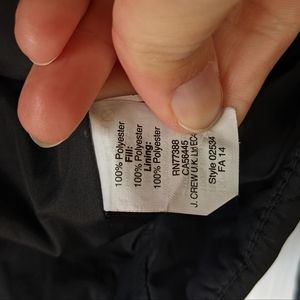 100% Polyester
Fill:
100% Polyester
Lining:
100% Polyester
RN77388
CA56445
J. CREW U.K.
Style 02534
FA 14